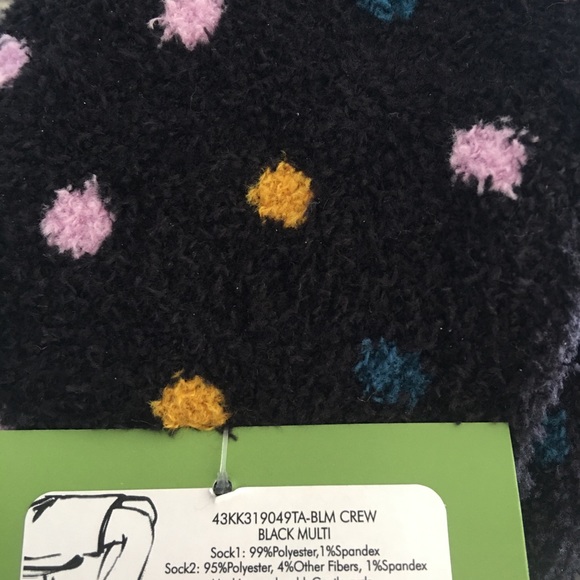 43KK319049TA-BLM CREW
BLACK MULTI
Sock1: 99%Polyester,1%Spandex
Sock2: 95%Polyester, 4%Other Fibers, 1%Spandex